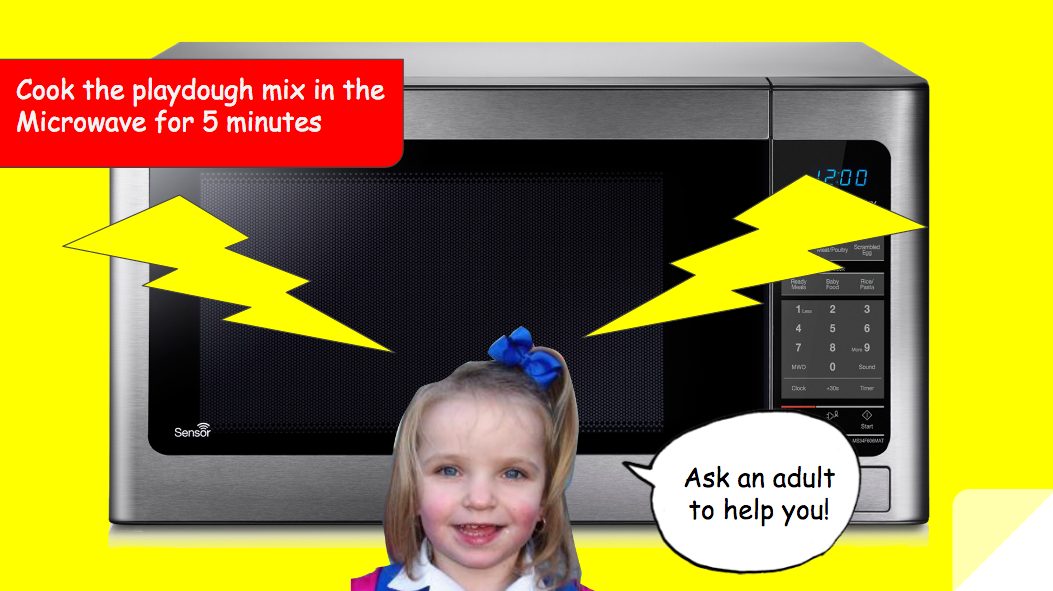 Cook the playdough mix in the
Microwave for 5 minutes
12:00
Meat/Poultry
Scrambled
Egg
Ready
Meals
Baby
Food
Rice/
Pasta
1 Less 2 3
4 5 6
7 8 More 9
MWO 0 Sound
Clock +30s Timer
Start
MS34F606MAT
Sensor
Ask an adult
to help you!